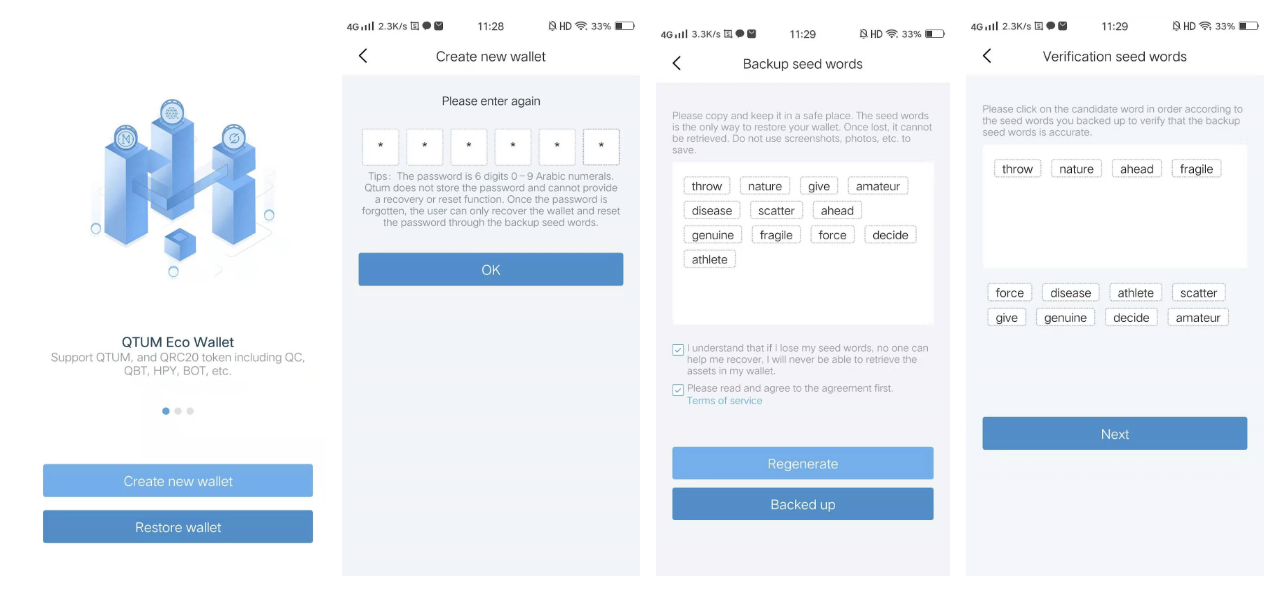 QTUM Eco Wallet
Support QTUM, and QRC20 token including QC,
QBT, HPY, BOT, etc.
Create new wallet
Restore wallet
4G 2.3K/s 11:28 HD 33%
Create new wallet
Please enter again
* * * * * *
Tips: The password is 6 digits 0-9 Arabic numerals.
Qtum does not store the password and cannot provide
a recovery or reset function. Once the password is
forgotten, the user can only recover the wallet and reset
the password through the backup seed words.
OK
4G 3.3K/s 11:29 HD 33%
Backup seed words
Please copy and keep it in a safe place. The seed words
is the only way to restore your wallet. Once lost, it cannot
be retrieved. Do not use screenshots, photos, etc. to
save.
throw nature give amateur
disease scatter ahead
genuine fragile force decide
athlete
I understand that if I lose my seed words, no one can
help me recover. I will never be able to retrieve the
assets in my wallet.
Please read and agree to the agreement first.
Terms of service
Regenerate
Backed up
4G 2.3K/s 11:29 HD 33%
Verification seed words
Please click on the candidate word in order according to
the seed words you backed up to verify that the backup
seed words is accurate.
throw nature ahead fragile
force disease athlete scatter
give genuine decide amateur
Next